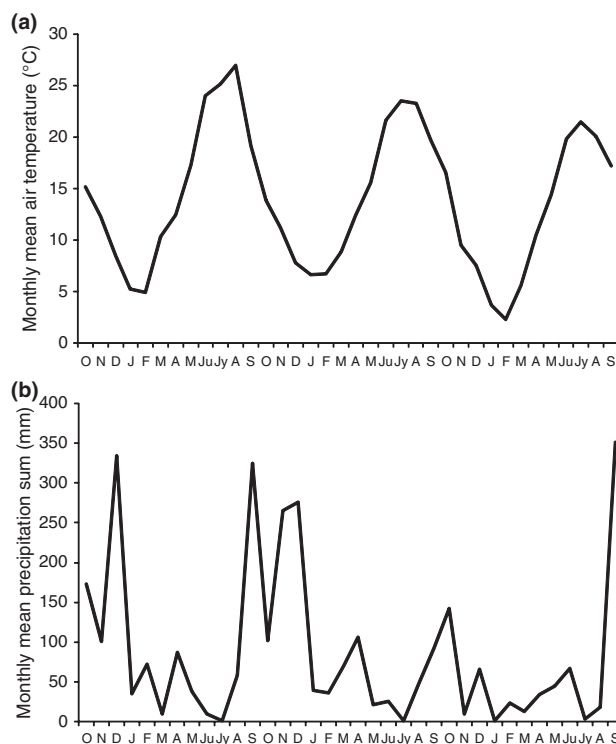 (a)
Monthly mean air temperature (°C)
30
25
20
15
10
5
0
O N D J F M A M Ju Jy A S O N D J F M A M Ju Jy A S O N D J F M A M Ju Jy A S
(b)
Monthly mean precipitation sum (mm)
400
350
300
250
200
150
100
50
0
O N D J F M A M Ju Jy A S O N D J F M A M Ju Jy A S O N D J F M A M Ju Jy A S